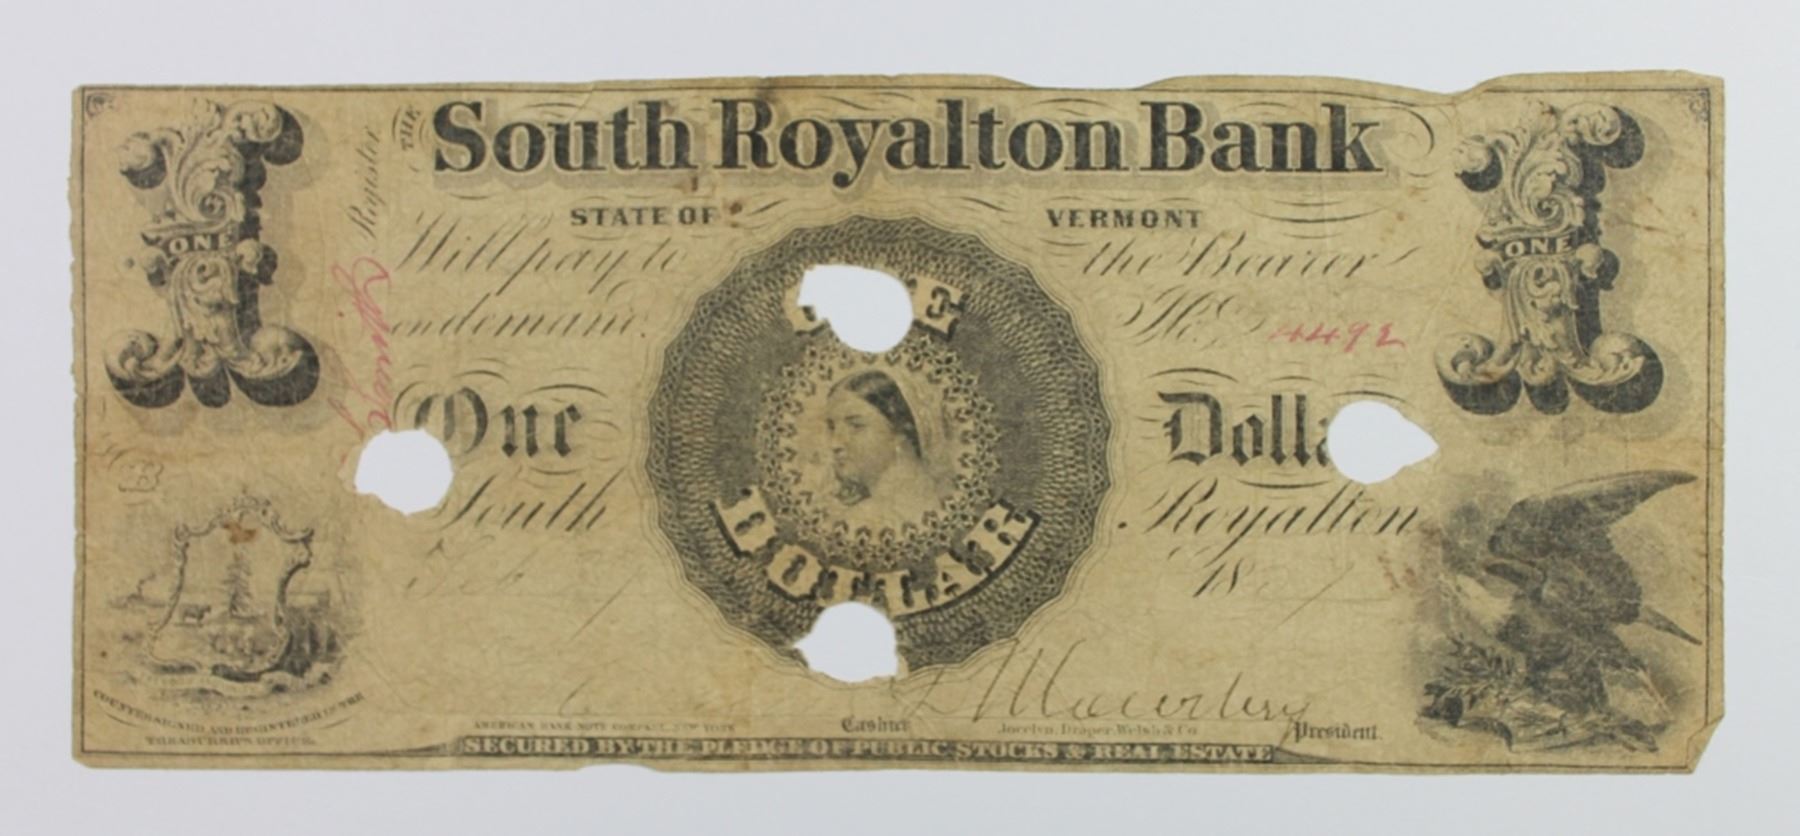 THE
South Royalton Bank
STATE OF VERMONT
ONE
ONE
Register
Will pay to the Bearer
on demand. No. 4492
E
DOLLAR
One Dolla
South Royalton
Feb 18
B
COUNTERSIGNED AND REGISTERED IN THE
TREASURER'S OFFICE.
AMERICAN BANK NOTE COMPANY, NEW YORK
Cashier
Jocelyn, Draper, Welsh & Co.
President.
SECURED BY THE PLEDGE OF PUBLIC STOCKS & REAL ESTATE